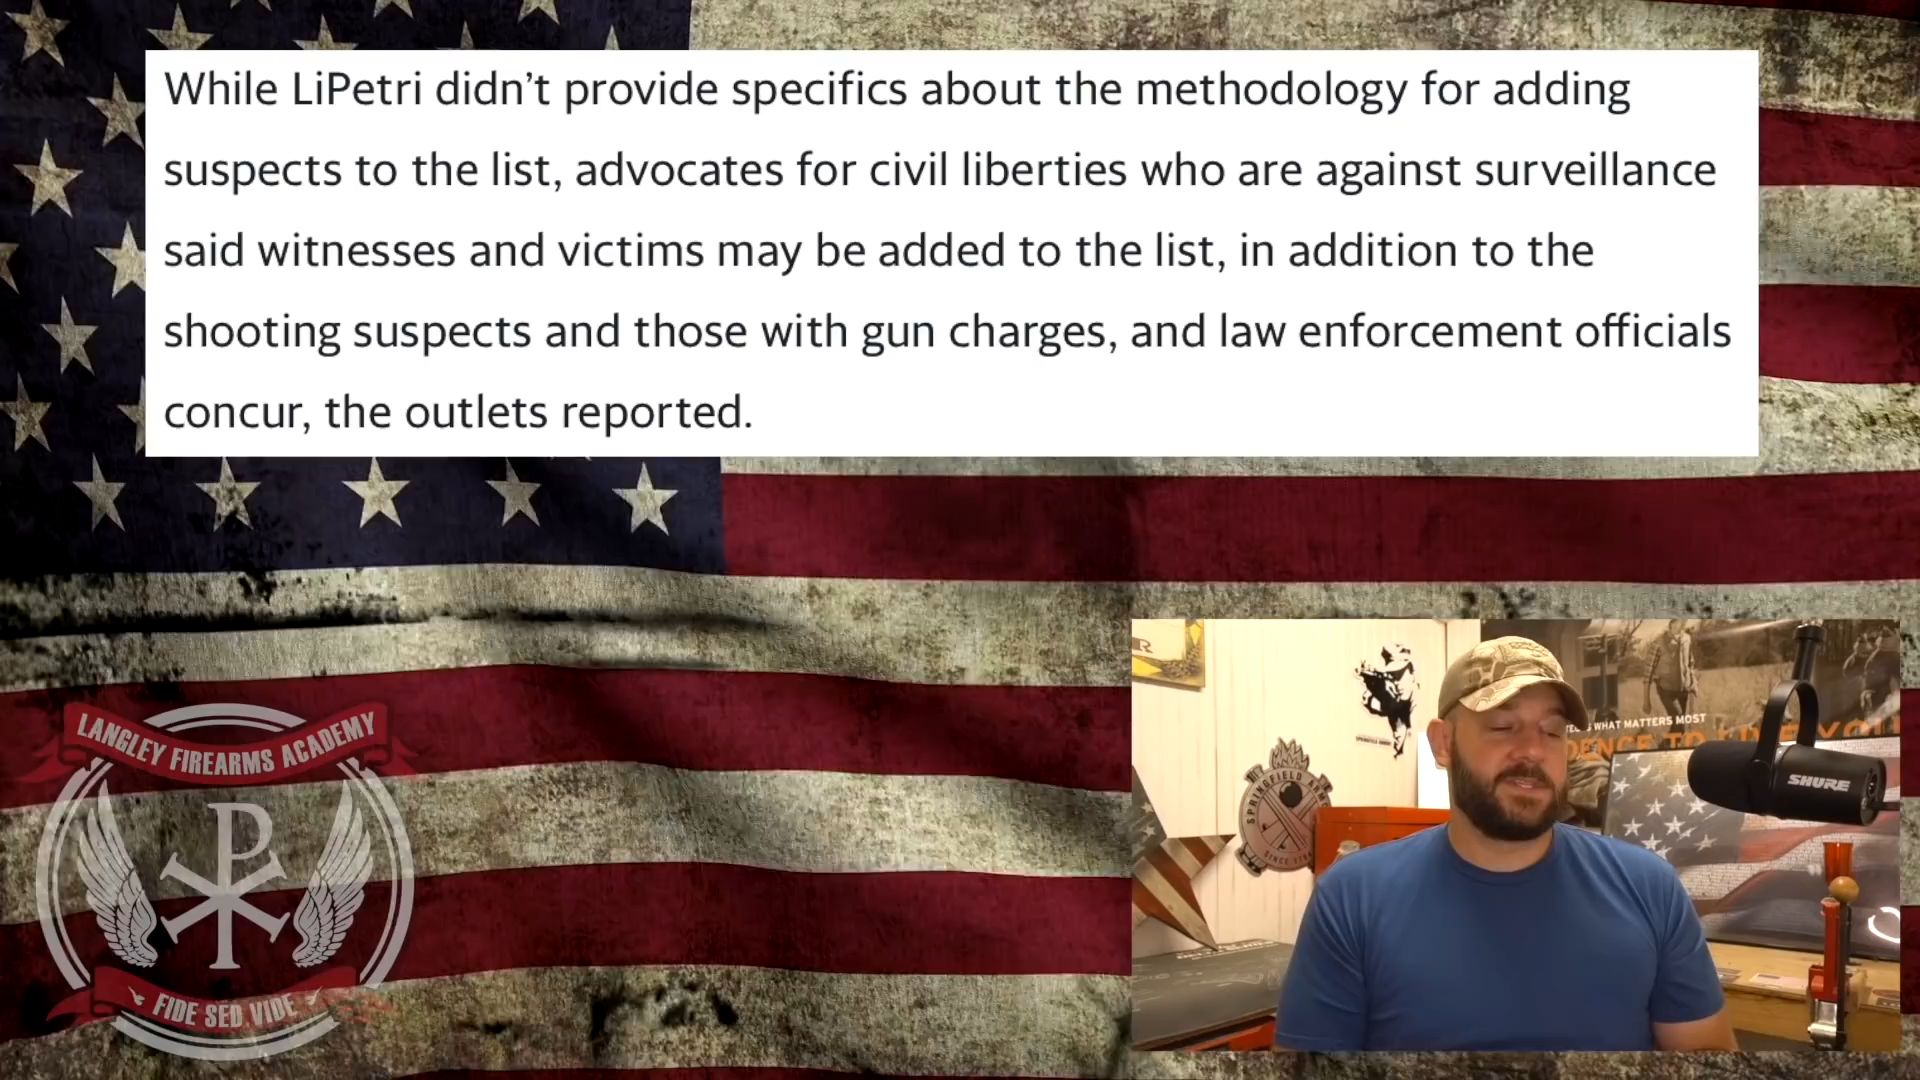 While LiPetri didn’t provide specifics about the methodology for adding
suspects to the list, advocates for civil liberties who are against surveillance
said witnesses and victims may be added to the list, in addition to the
shooting suspects and those with gun charges, and law enforcement officials
concur, the outlets reported.
LANGLEY FIREARMS ACADEMY
FIDE SED VIDE
R
WHAT MATTERS MOST
SPRINGFIELD
SINCE
SHURE